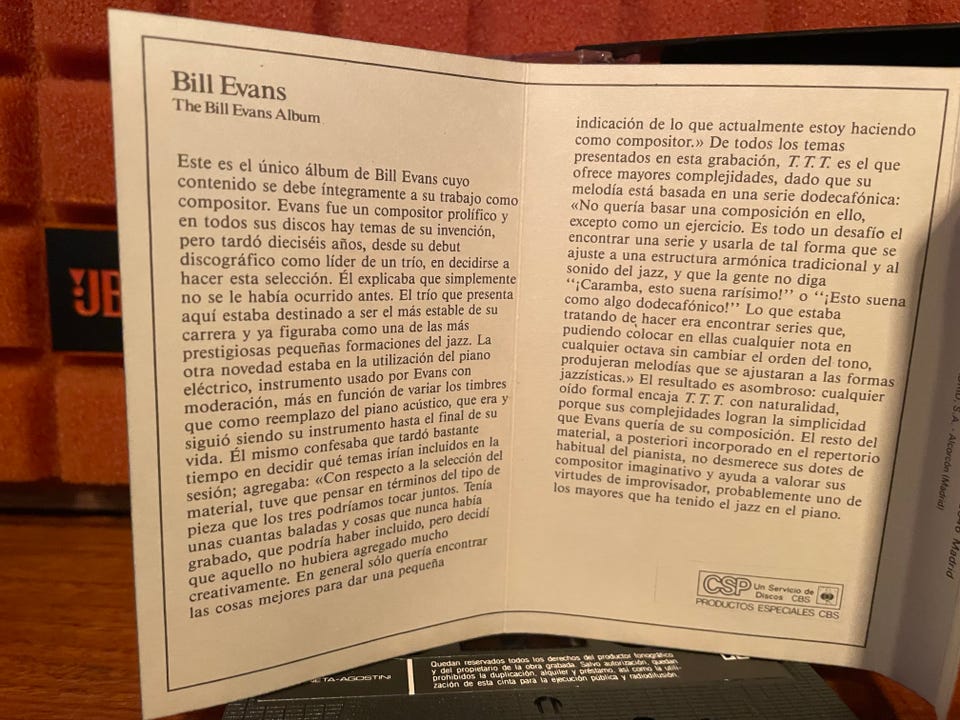 Bill Evans
The Bill Evans Album
Este es el único álbum de Bill Evans cuyo
contenido se debe íntegramente a su trabajo como
compositor. Evans fue un compositor prolífico y
en todos sus discos hay temas de su invención,
pero tardó dieciséis años, desde su debut
discográfico como líder de un trío, en decidirse a
hacer esta selección. Él explicaba que simplemente
no se le había ocurrido antes. El trío que presenta
aquí estaba destinado a ser el más estable de su
carrera y ya figuraba como una de las más
prestigiosas pequeñas formaciones del jazz. La
otra novedad estaba en la utilización del piano
eléctrico, instrumento usado por Evans con
moderación, más en función de variar los timbres
que como reemplazo del piano acústico, que era y
siguió siendo su instrumento hasta el final de su
vida. Él mismo confesaba que tardó bastante
tiempo en decidir qué temas irían incluidos en la
sesión; agregaba: «Con respecto a la selección del
material, tuve que pensar en términos del tipo de
pieza que los tres podríamos tocar juntos. Tenía
unas cuantas baladas y cosas que nunca había
grabado, que podría haber incluido, pero decidí
que aquello no hubiera agregado mucho
creativamente. En general sólo quería encontrar
las cosas mejores para dar una pequeña
indicación de lo que actualmente estoy haciendo
como compositor.» De todos los temas
presentados en esta grabación, T. T. T. es el que
ofrece mayores complejidades, dado que su
melodía está basada en una serie dodecafónica:
«No quería basar una composición en ello,
excepto como un ejercicio. Es todo un desafío el
encontrar una serie y usarla de tal forma que se
ajuste a una estructura armónica tradicional y al
sonido del jazz, y que la gente no diga
“¡Caramba, esto suena rarísimo!” o “¡Esto suena
como algo dodecafónico!” Lo que estaba
tratando de hacer era encontrar series que,
pudiendo colocar en ellas cualquier nota en
cualquier octava sin cambiar el orden del tono,
produjeran melodías que se ajustaran a las formas
jazzísticas.» El resultado es asombroso: cualquier
oído formal encaja T. T. T. con naturalidad,
porque sus complejidades logran la simplicidad
que Evans quería de su composición. El resto del
material, a posteriori incorporado en el repertorio
habitual del pianista, no desmerece sus dotes de
compositor imaginativo y ayuda a valorar sus
virtudes de improvisador, probablemente uno de
los mayores que ha tenido el jazz en el piano.
CSP Un Servicio de
Discos CBS
PRODUCTOS ESPECIALES CBS
Quedan reservados todos los derechos del productor fonográfico
y del propietario de la obra grabada. Salvo autorización, quedan
prohibidos la duplicación, alquiler y préstamo, así como la utili-
zación de esta cinta para la ejecución pública y radiodifusión.
TA-AGOSTINI
S. A. - Alcorcón (Madrid)
Madrid